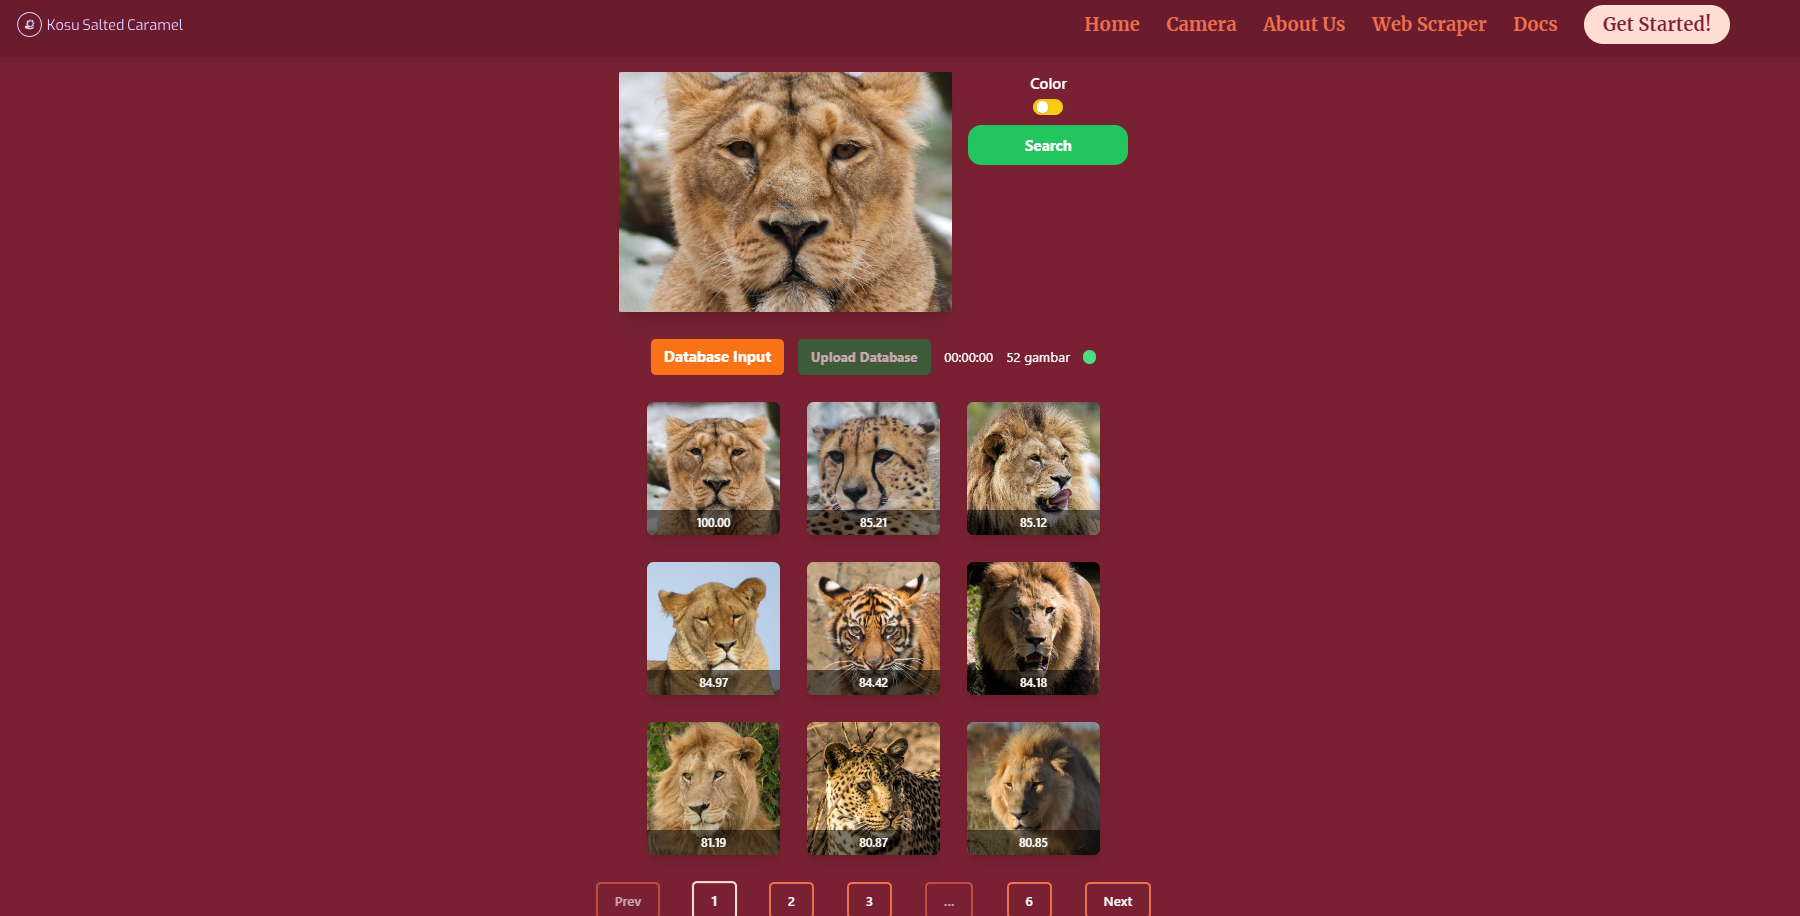 Kosu Salted Caramel
Home Camera About Us Web Scraper Docs Get Started!
Color
Search
Database Input Upload Database 00:00:00 52 gambar
100.00 85.21 85.12
84.97 84.42 84.18
81.19 80.87 80.85
Prev 1 2 3 ... 6 Next